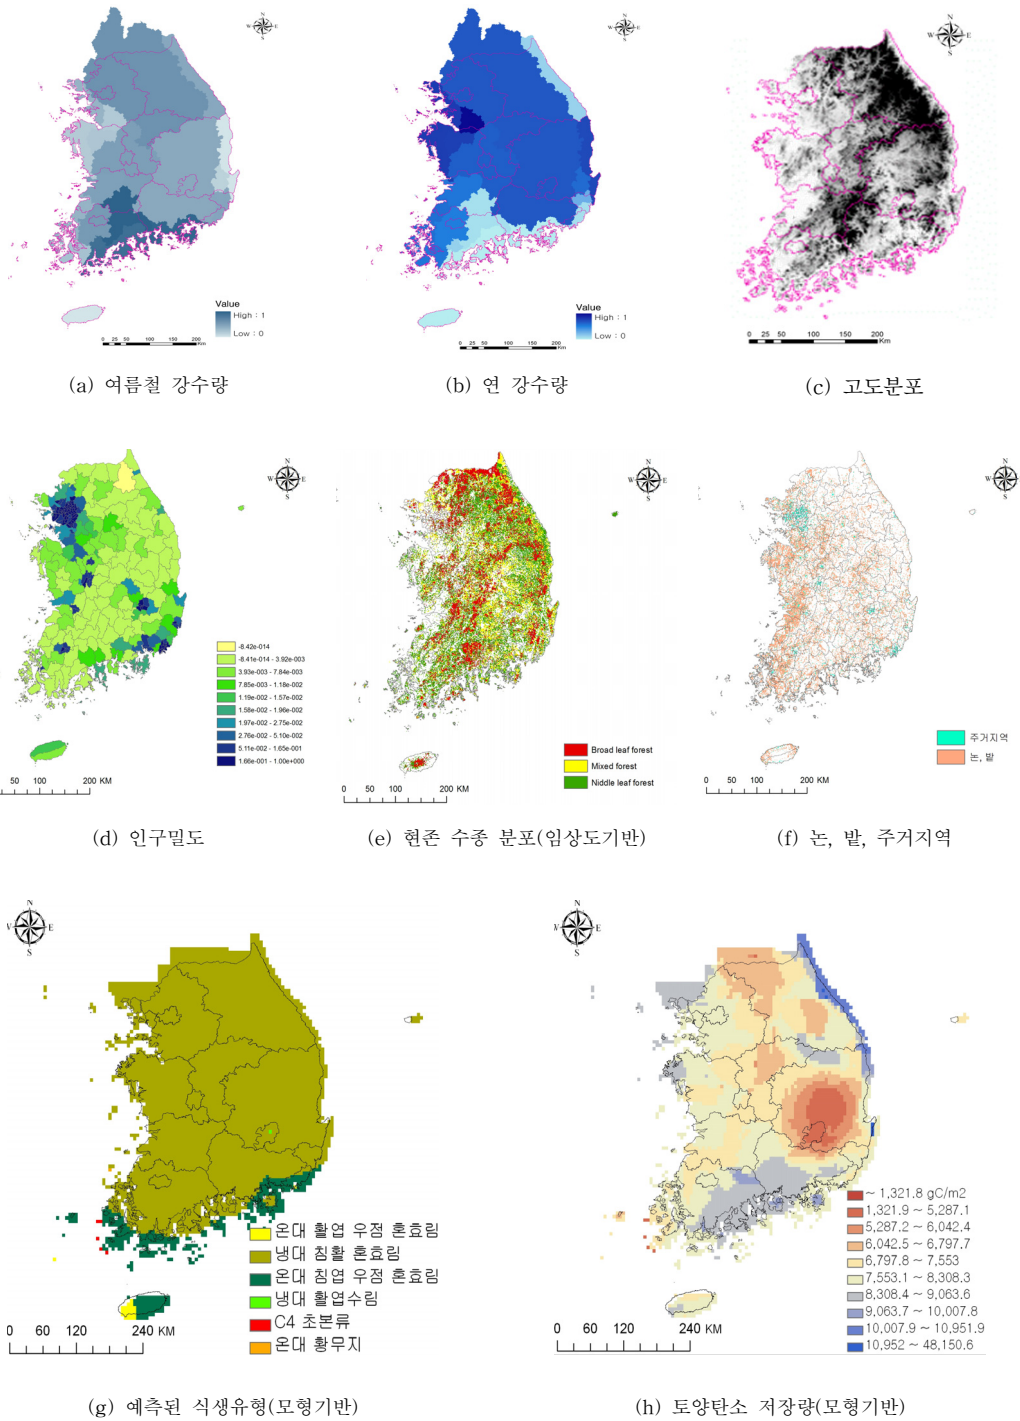 N
W E
S
N
W E
S
N
W E
S
Value
High : 1
Low : 0
0 25 50 100 150 200
Km
Value
High : 1
Low : 0
0 25 50 100 150 200
Km
0 25 50 100 150 200
Km
(a) 여름철 강수량
(b) 연 강수량
(c) 고도분포
N
W E
S
N
W E
S
N
W E
S
-8.42e-014
-8.41e-014 - 3.92e-003
3.93e-003 - 7.84e-003
7.85e-003 - 1.18e-002
1.19e-002 - 1.57e-002
1.58e-002 - 1.96e-002
1.97e-002 - 2.75e-002
2.76e-002 - 5.10e-002
5.11e-002 - 1.65e-001
1.66e-001 - 1.00e+000
50 100 200 KM
Broad leaf forest
Mixed forest
Niddle leaf forest
0 50 100 200 KM
주거지역
논, 밭
0 50 100 200 KM
(d) 인구밀도
(e) 현존 수종 분포(임상도기반)
(f) 논, 밭, 주거지역
N
W E
S
N
W E
S
온대 활엽 우점 혼효림
냉대 침활 혼효림
온대 침엽 우점 혼효림
냉대 활엽수림
C4 초본류
온대 황무지
0 60 120 240 KM
~ 1,321.8 gC/m2
1,321.9 ~ 5,287.1
5,287.2 ~ 6,042.4
6,042.5 ~ 6,797.7
6,797.8 ~ 7,553
7,553.1 ~ 8,308.3
8,308.4 ~ 9,063.6
9,063.7 ~ 10,007.8
10,007.9 ~ 10,951.9
10,952 ~ 48,150.6
0 60 120 240 KM
(g) 예측된 식생유형(모형기반)
(h) 토양탄소 저장량(모형기반)